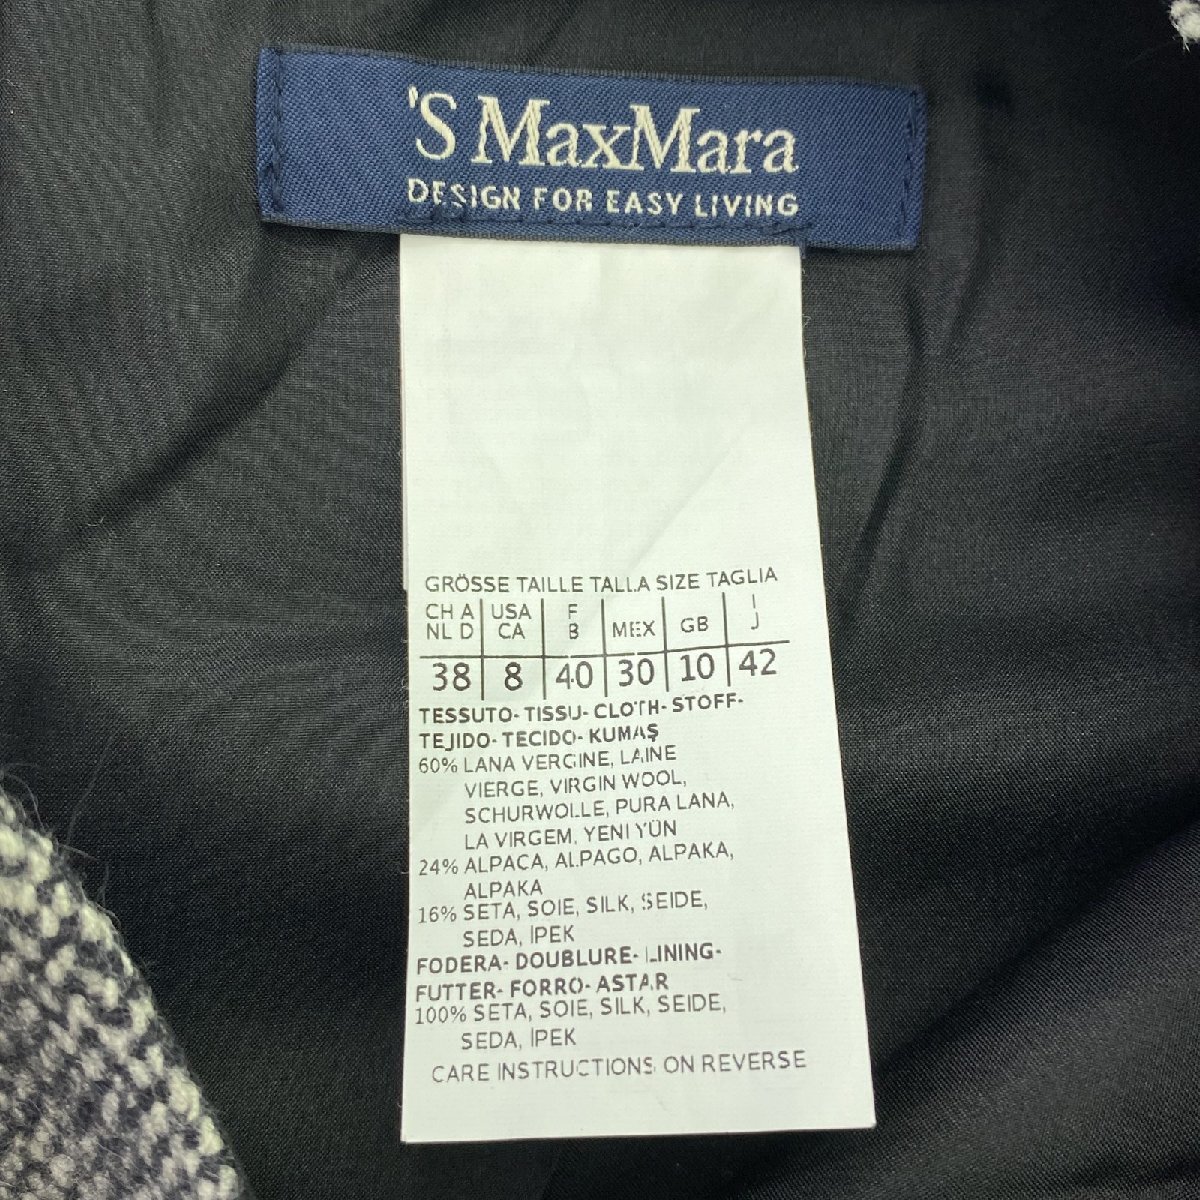 'S MaxMara
DESIGN FOR EASY LIVING
GRÖSSE TAILLE TALLA SIZE TAGLIA
CH A USA F MEX GB I
NL D CA B J
38 8 40 30 10 42
TESSUTO- TISSU- CLOTH- STOFF-
TEJIDO- TECIDO- KUMAŞ
60% LANA VERGINE, LAINE
VIERGE, VIRGIN WOOL,
SCHURWOLLE, PURA LANA,
LA VIRGEM, YENI YÜN
24% ALPACA, ALPAGO, ALPAKA,
ALPAKA
16% SETA, SOIE, SILK, SEIDE,
SEDA, İPEK
FODERA- DOUBLURE- LINING-
FUTTER- FORRO- ASTAR
100% SETA, SOIE, SILK, SEIDE,
SEDA, İPEK
CARE INSTRUCTIONS ON REVERSE